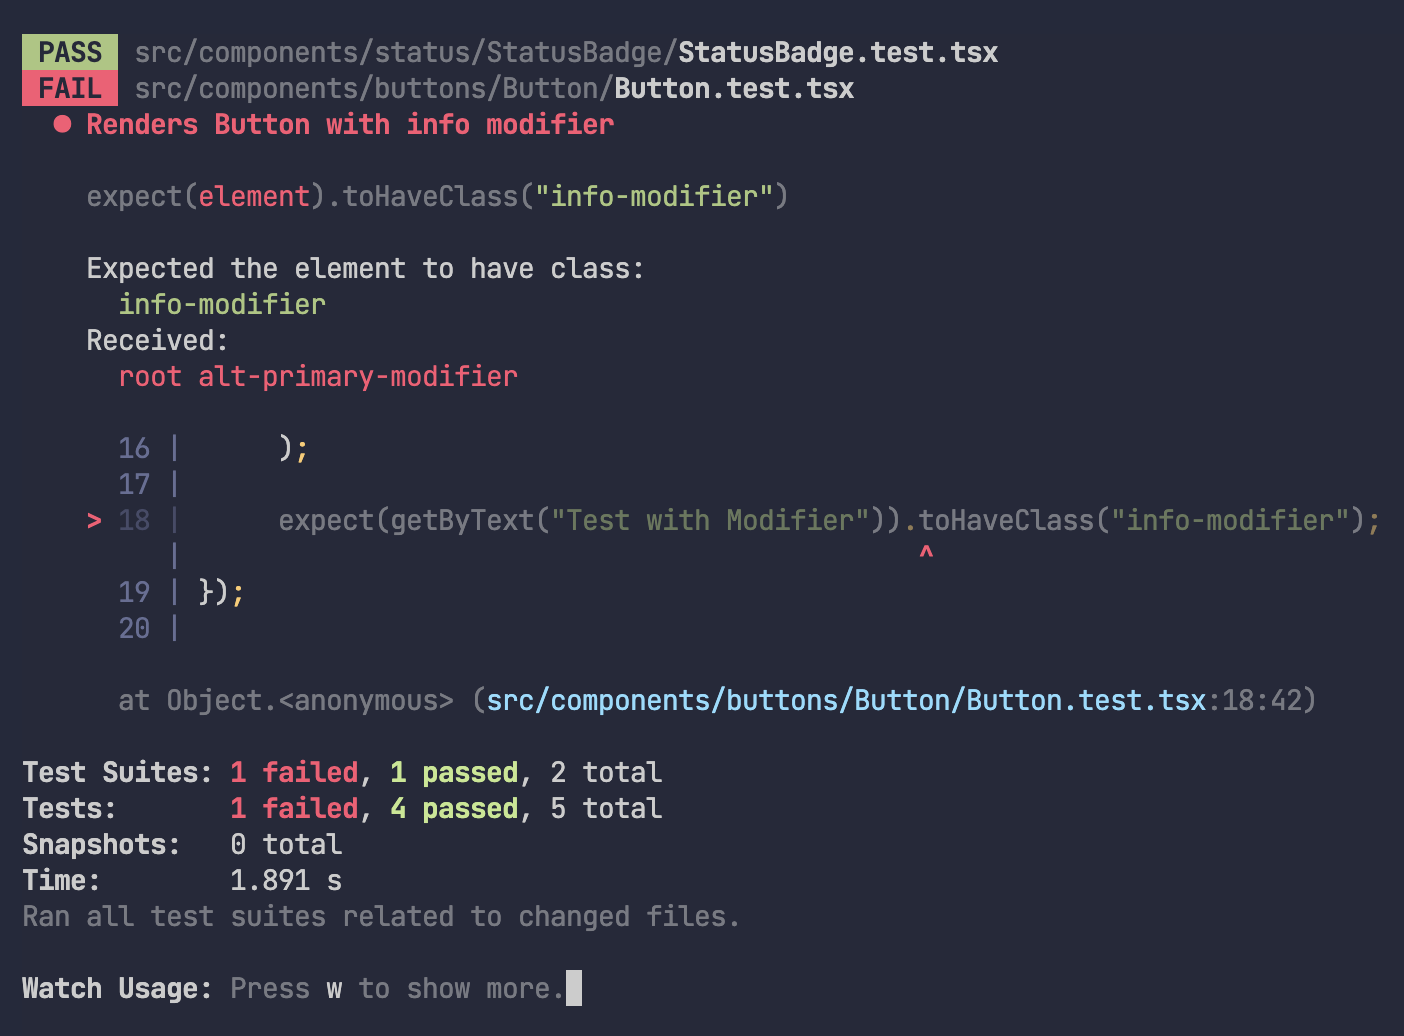 PASS src/components/status/StatusBadge/StatusBadge.test.tsx
FAIL src/components/buttons/Button/Button.test.tsx
● Renders Button with info modifier
expect(element).toHaveClass("info-modifier")
Expected the element to have class:
info-modifier
Received:
root alt-primary-modifier
16 | );
17 |
> 18 | expect(getByText("Test with Modifier")).toHaveClass("info-modifier");
| ^
19 | });
20 |
at Object.<anonymous> (src/components/buttons/Button/Button.test.tsx:18:42)
Test Suites: 1 failed, 1 passed, 2 total
Tests: 1 failed, 4 passed, 5 total
Snapshots: 0 total
Time: 1.891 s
Ran all test suites related to changed files.
Watch Usage: Press w to show more.